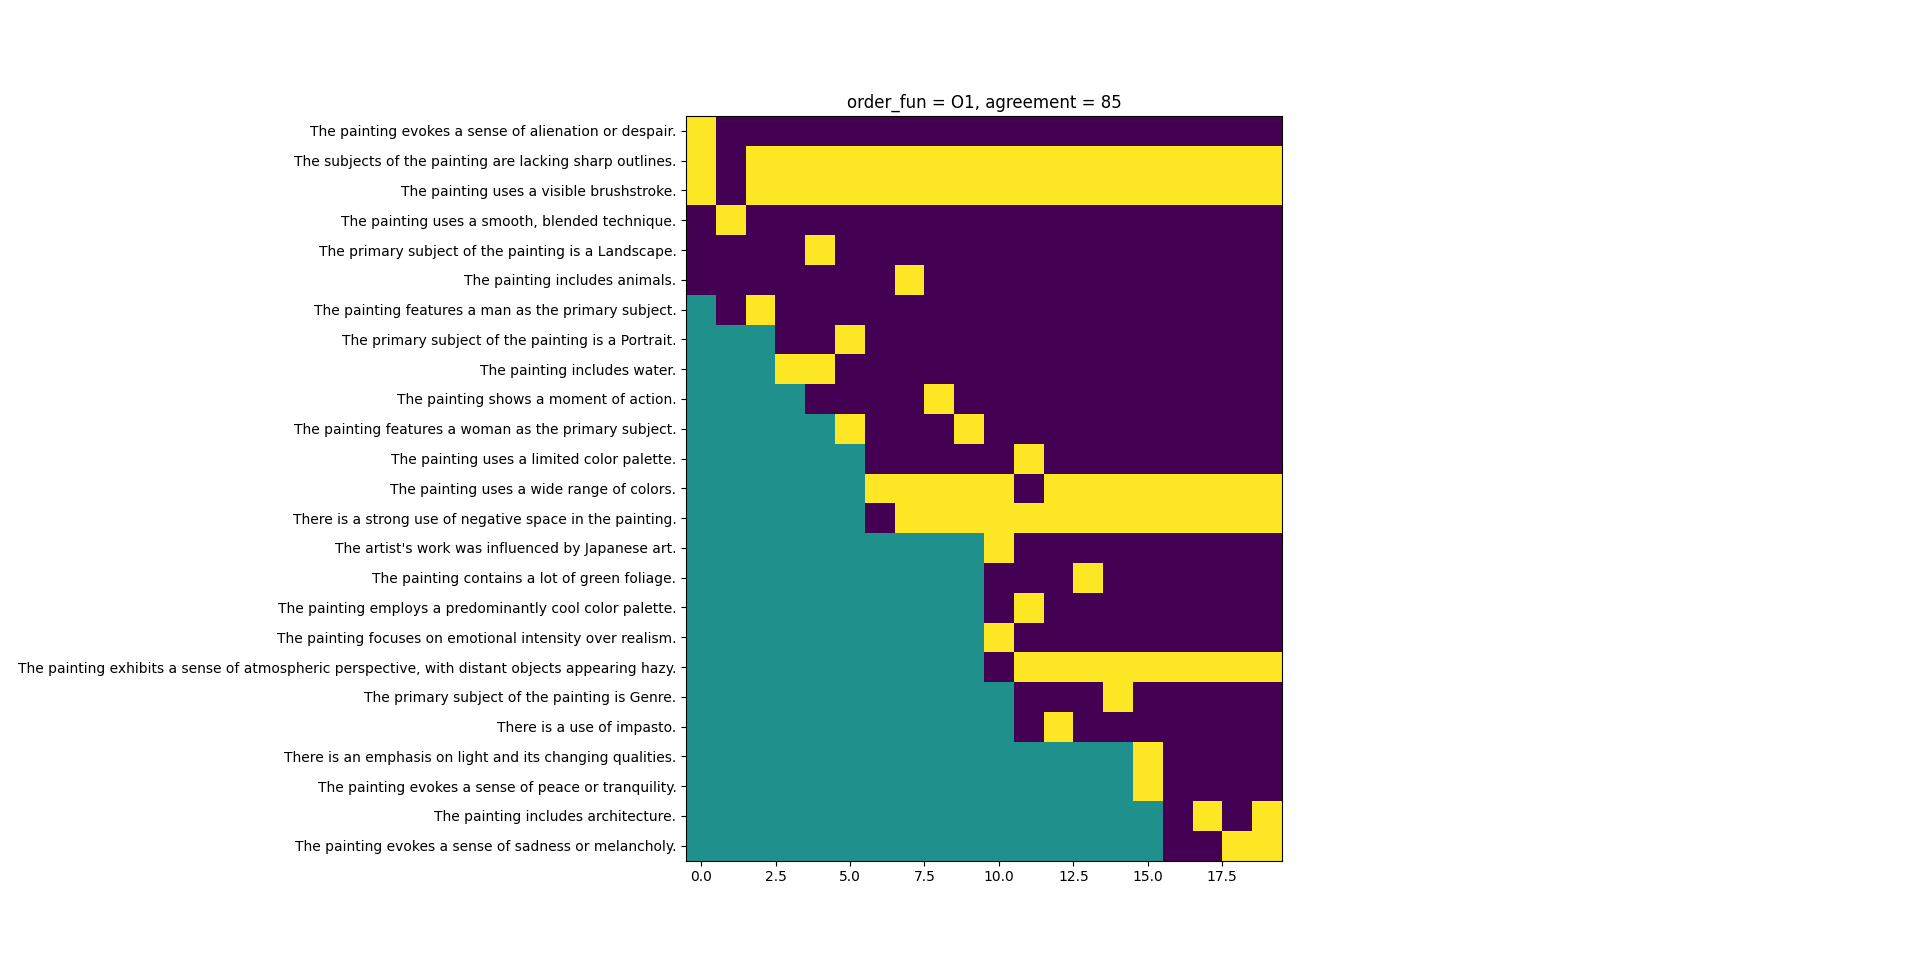 order_fun = O1, agreement = 85
The painting evokes a sense of alienation or despair.
The subjects of the painting are lacking sharp outlines.
The painting uses a visible brushstroke.
The painting uses a smooth, blended technique.
The primary subject of the painting is a Landscape.
The painting includes animals.
The painting features a man as the primary subject.
The primary subject of the painting is a Portrait.
The painting includes water.
The painting shows a moment of action.
The painting features a woman as the primary subject.
The painting uses a limited color palette.
The painting uses a wide range of colors.
There is a strong use of negative space in the painting.
The artist's work was influenced by Japanese art.
The painting contains a lot of green foliage.
The painting employs a predominantly cool color palette.
The painting focuses on emotional intensity over realism.
The painting exhibits a sense of atmospheric perspective, with distant objects appearing hazy.
The primary subject of the painting is Genre.
There is a use of impasto.
There is an emphasis on light and its changing qualities.
The painting evokes a sense of peace or tranquility.
The painting includes architecture.
The painting evokes a sense of sadness or melancholy.
0.0 2.5 5.0 7.5 10.0 12.5 15.0 17.5